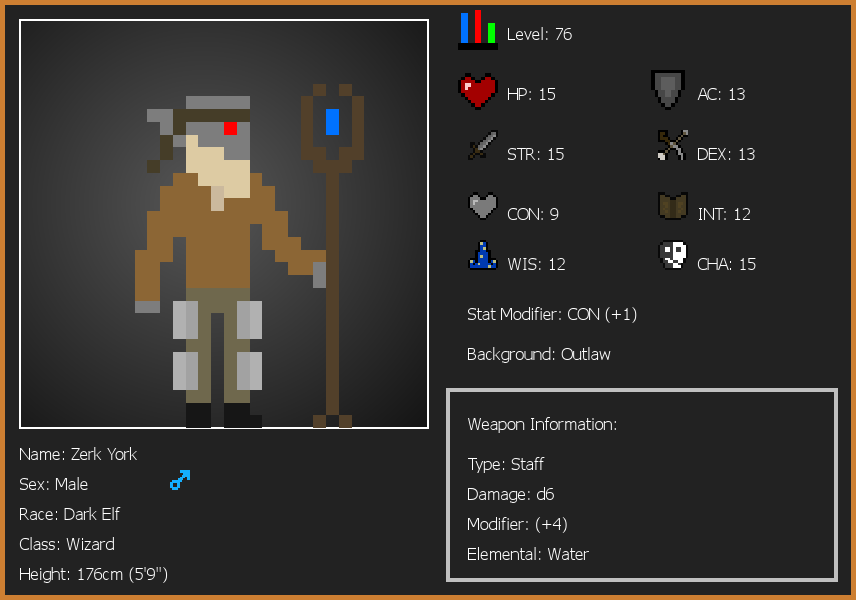 Level: 76
HP: 15
AC: 13
STR: 15
DEX: 13
CON: 9
INT: 12
WIS: 12
CHA: 15
Stat Modifier: CON (+1)
Background: Outlaw
Weapon Information:
Type: Staff
Damage: d6
Modifier: (+4)
Elemental: Water
Name: Zerk York
Sex: Male
Race: Dark Elf
Class: Wizard
Height: 176cm (5'9")